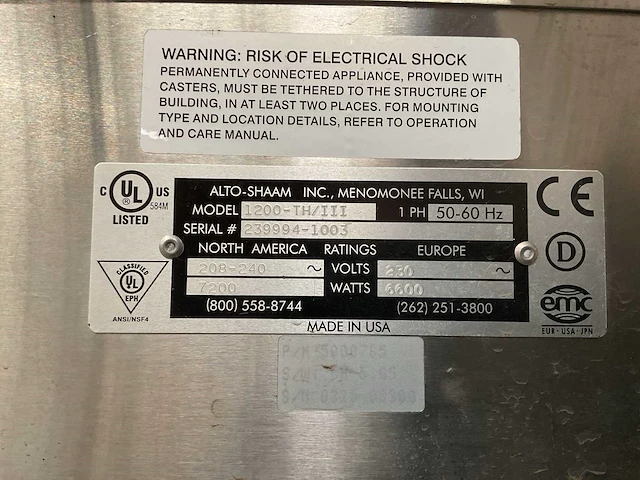 WARNING: RISK OF ELECTRICAL SHOCK
PERMANENTLY CONNECTED APPLIANCE, PROVIDED WITH
CASTERS, MUST BE TETHERED TO THE STRUCTURE OF
BUILDING, IN AT LEAST TWO PLACES. FOR MOUNTING
TYPE AND LOCATION DETAILS, REFER TO OPERATION
AND CARE MANUAL.
C UL US
584M
LISTED
ALTO-SHAAM INC., MENOMONEE FALLS, WI
MODEL 1200-TH/III 1 PH 50-60 Hz
SERIAL # 239994-1003
NORTH AMERICA RATINGS EUROPE
208-240 ~ VOLTS 230 ~
7200 WATTS 6600
(800) 558-8744 (262) 251-3800
CLASSIFIED
UL
EPH
ANSI/NSF4
CE
D
emc
EUR · USA · JPN
MADE IN USA